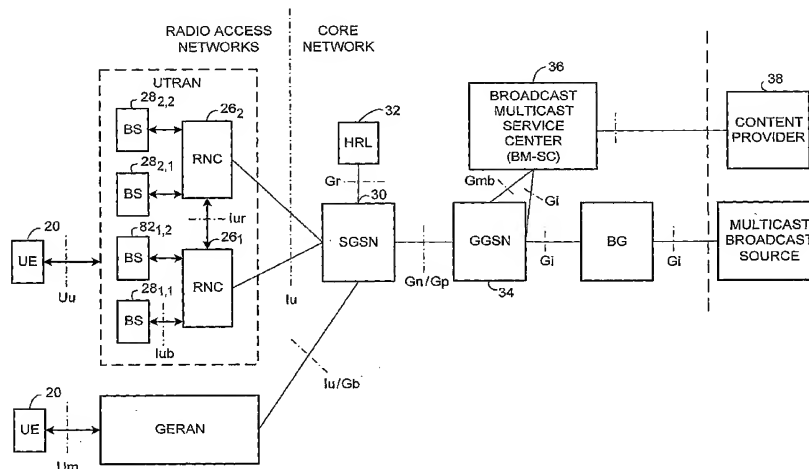 RADIO ACCESS
NETWORKS
CORE
NETWORK
UTRAN
28 2,2
BS
26 2
RNC
28 2,1
BS
Iur
82 1,2
BS
26 1
RNC
28 1,1
BS
Iub
20
UE
Uu
Iu
32
HRL
Gr
30
SGSN
Gn/Gp
36
BROADCAST
MULTICAST
SERVICE
CENTER
(BM-SC)
Gmb
Gi
GGSN
34
Gi
BG
Gi
38
CONTENT
PROVIDER
MULTICAST
BROADCAST
SOURCE
Iu/Gb
20
UE
Um
GERAN